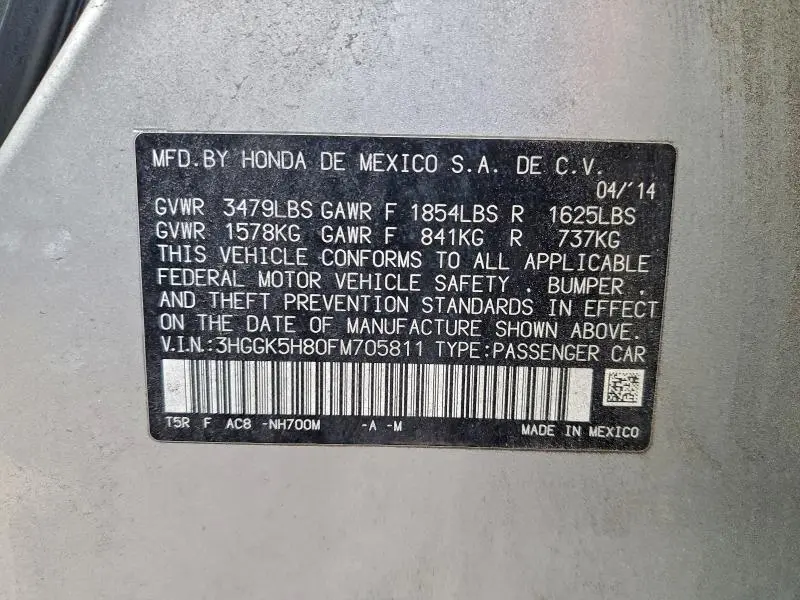 MFD.BY HONDA DE MEXICO S.A. DE C.V.
04/'14
GVWR 3479LBS GAWR F 1854LBS R 1625LBS
GVWR 1578KG GAWR F 841KG R 737KG
THIS VEHICLE CONFORMS TO ALL APPLICABLE
FEDERAL MOTOR VEHICLE SAFETY . BUMPER .
AND THEFT PREVENTION STANDARDS IN EFFECT
ON THE DATE OF MANUFACTURE SHOWN ABOVE.
V.I.N.:3HGGK5H80FM705811 TYPE:PASSENGER CAR
T5R F AC8 -NH700M -A -M
MADE IN MEXICO